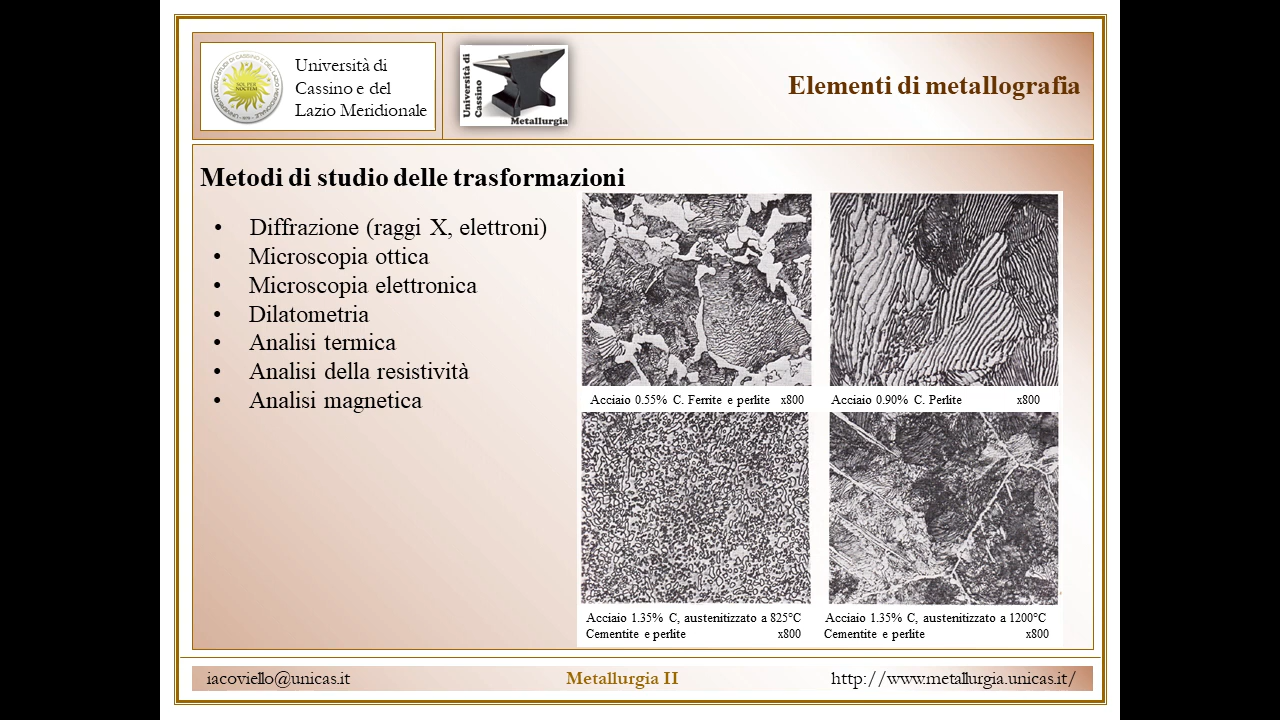 Università di
Cassino e del
Lazio Meridionale
Università di
Cassino
Metallurgia
Elementi di metallografia
Metodi di studio delle trasformazioni
• Diffrazione (raggi X, elettroni)
• Microscopia ottica
• Microscopia elettronica
• Dilatometria
• Analisi termica
• Analisi della resistività
• Analisi magnetica
Acciaio 0.55% C. Ferrite e perlite x800
Acciaio 0.90% C. Perlite x800
Acciaio 1.35% C, austenitizzato a 825°C
Cementite e perlite x800
Acciaio 1.35% C, austenitizzato a 1200°C
Cementite e perlite x800
iacoviello@unicas.it
Metallurgia II
http://www.metallurgia.unicas.it/